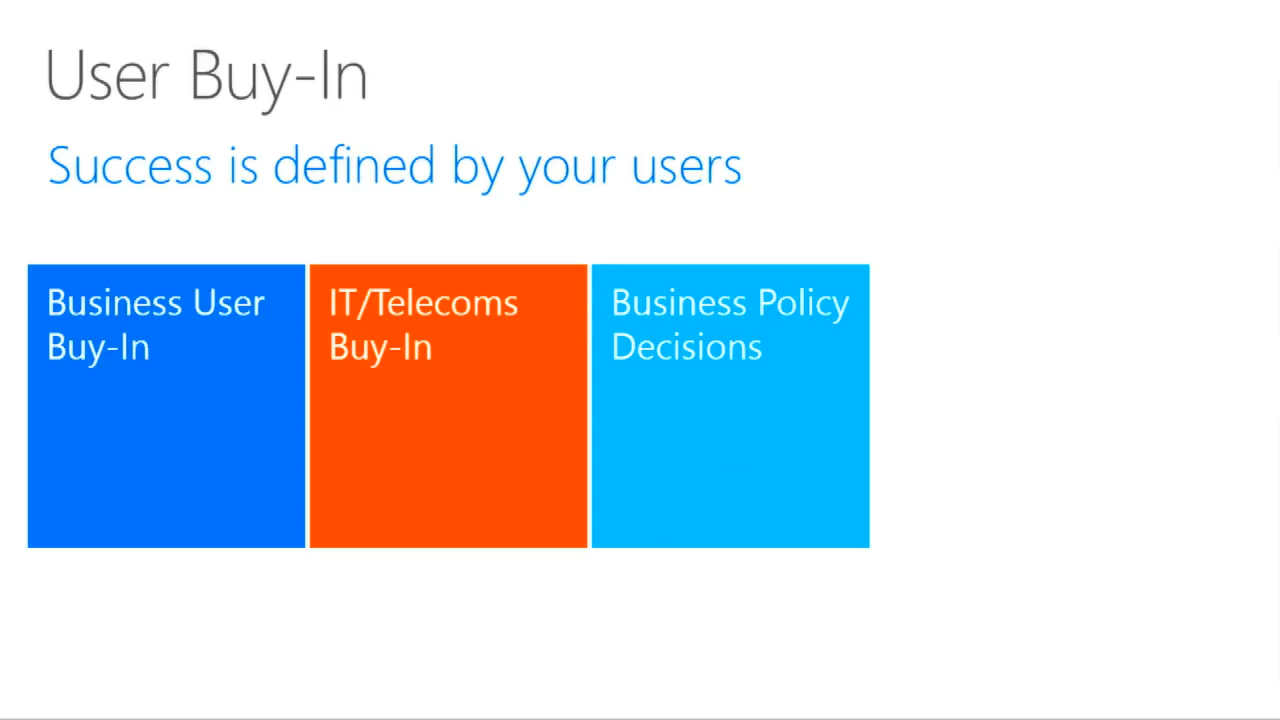 User Buy-In
Success is defined by your users
Business User
Buy-In
IT/Telecoms
Buy-In
Business Policy
Decisions